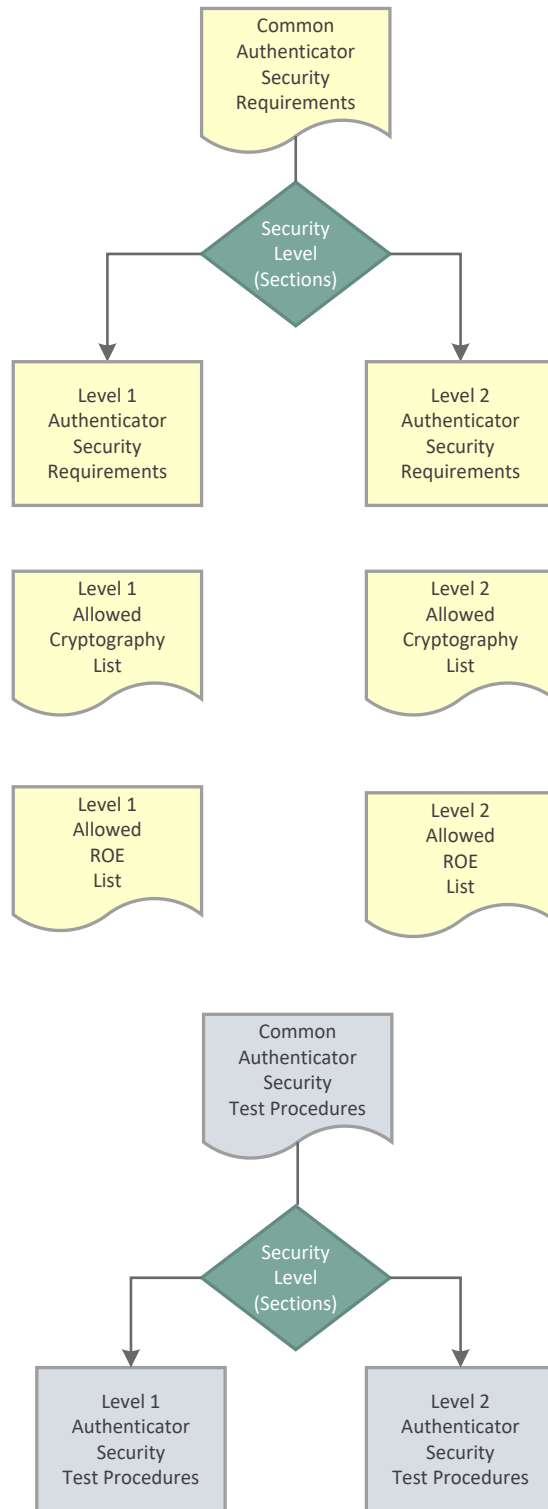 Common
Authenticator
Security
Requirements
Security
Level
(Sections)
Level 1
Authenticator
Security
Requirements
Level 2
Authenticator
Security
Requirements
Level 1
Allowed
Cryptography
List
Level 2
Allowed
Cryptography
List
Level 1
Allowed
ROE
List
Level 2
Allowed
ROE
List
Common
Authenticator
Security
Test Procedures
Security
Level
(Sections)
Level 1
Authenticator
Security
Test Procedures
Level 2
Authenticator
Security
Test Procedures